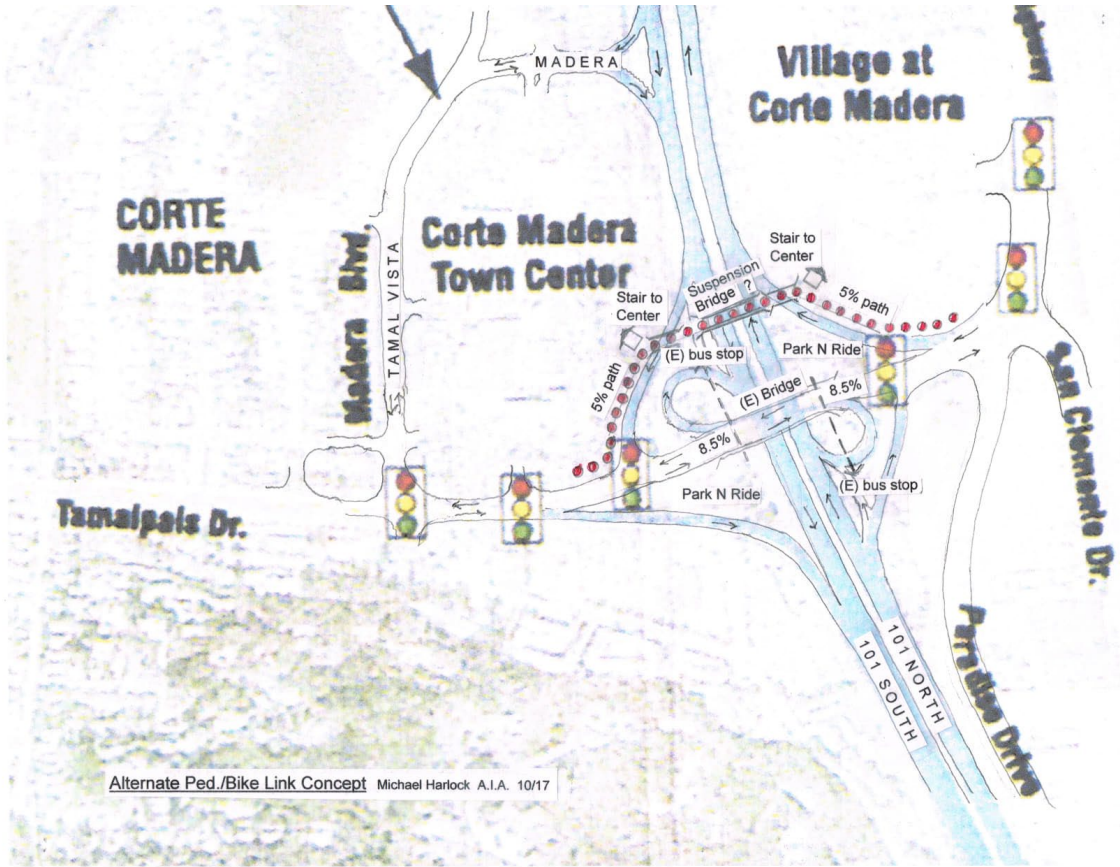 MADERA
Village at
Corte Madera
CORTE
MADERA
Madera Blvd.
TAMAL VISTA
Corte Madera
Town Center
Stair to
Center
Suspension
Bridge ?
Stair to
Center
5% path
5% path
(E) bus stop
Park N Ride
(E) Bridge
8.5%
8.5%
Park N Ride
(E) bus stop
Tamalpais Dr.
San Clemente Dr.
Paradise Drive
101 SOUTH
101 NORTH
Alternate Ped./Bike Link Concept Michael Harlock A.I.A. 10/17